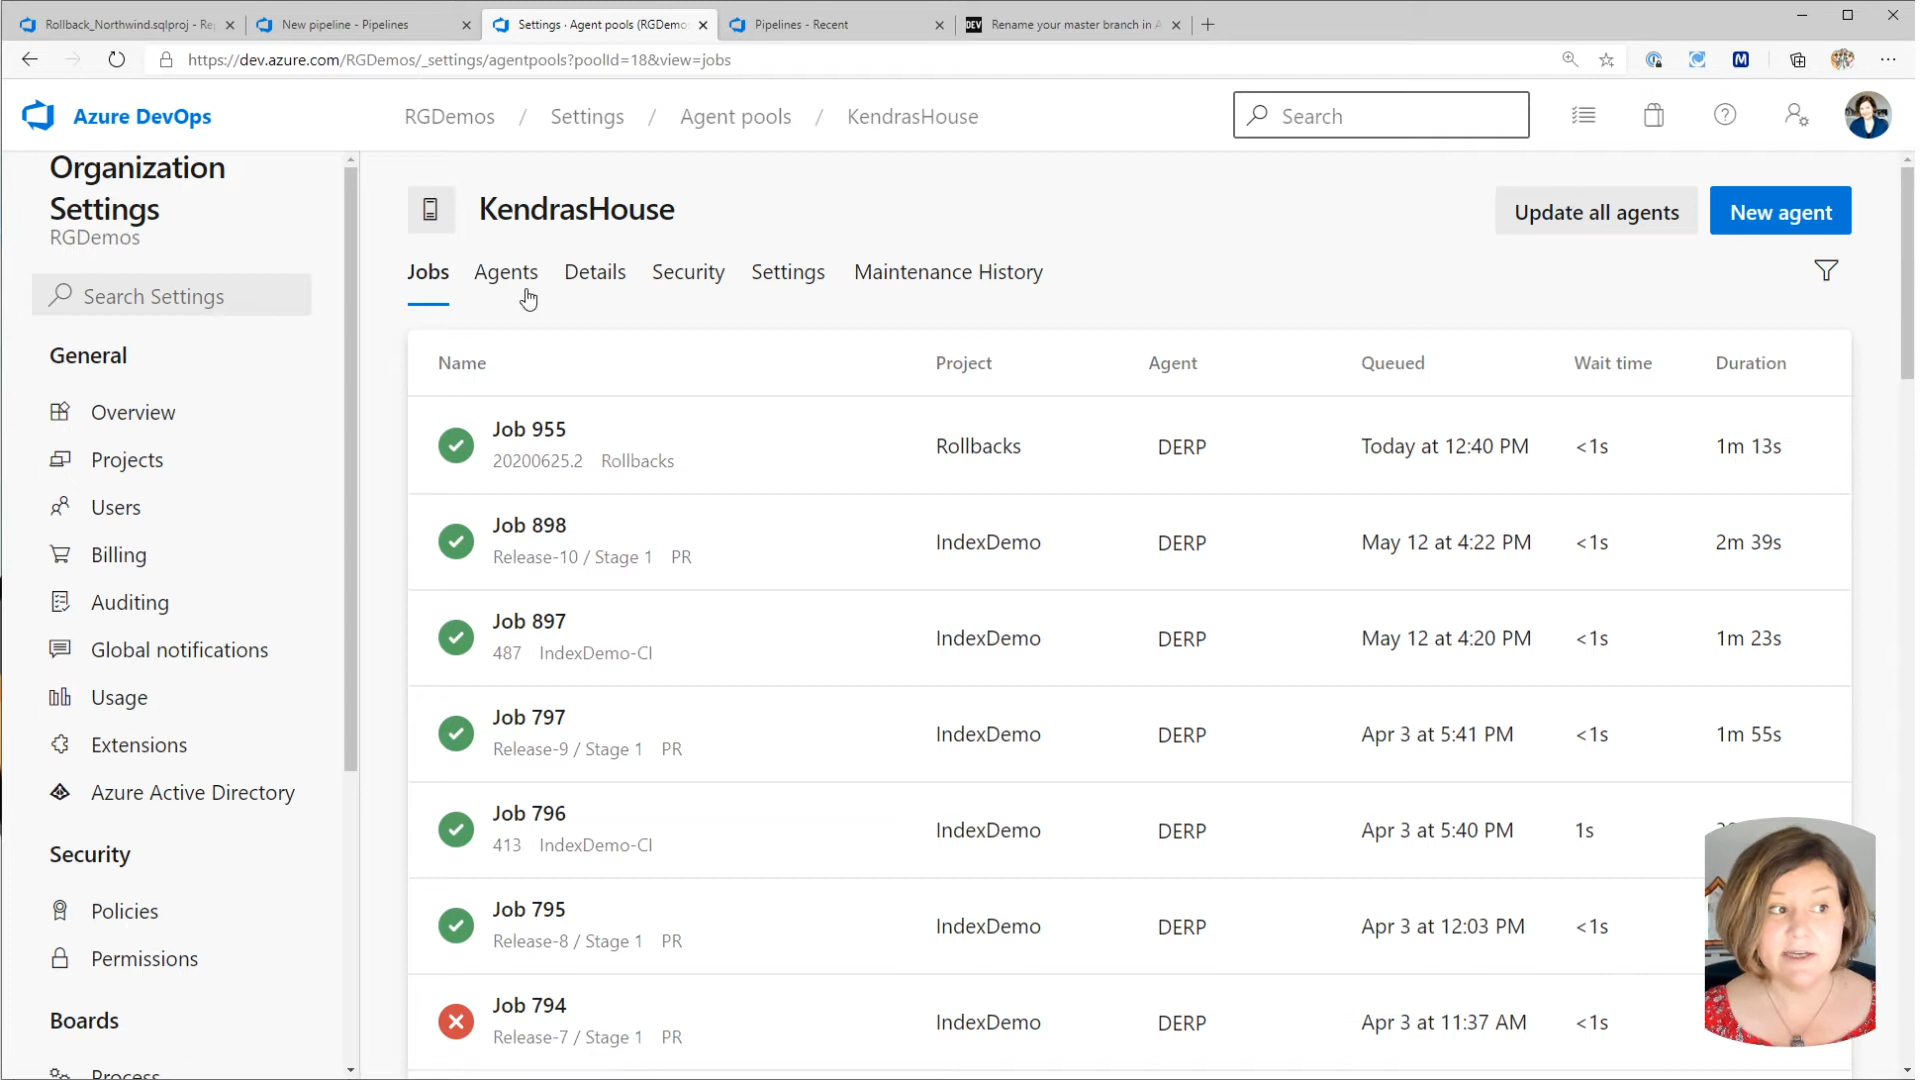 Rollback_Northwind.sqlproj - Re
New pipeline - Pipelines
Settings · Agent pools (RGDemos
Pipelines - Recent
DEV
Rename your master branch in A
https://dev.azure.com/RGDemos/_settings/agentpools?poolId=18&view=jobs
M
Azure DevOps
RGDemos / Settings / Agent pools / KendrasHouse
Search
Organization
Settings
RGDemos
Search Settings
General
Overview
Projects
Users
Billing
Auditing
Global notifications
Usage
Extensions
Azure Active Directory
Security
Policies
Permissions
Boards
Process
KendrasHouse
Update all agents
New agent
Jobs Agents Details Security Settings Maintenance History
Name Project Agent Queued Wait time Duration
Job 955
20200625.2 Rollbacks
Rollbacks DERP Today at 12:40 PM <1s 1m 13s
Job 898
Release-10 / Stage 1 PR
IndexDemo DERP May 12 at 4:22 PM <1s 2m 39s
Job 897
487 IndexDemo-CI
IndexDemo DERP May 12 at 4:20 PM <1s 1m 23s
Job 797
Release-9 / Stage 1 PR
IndexDemo DERP Apr 3 at 5:41 PM <1s 1m 55s
Job 796
413 IndexDemo-CI
IndexDemo DERP Apr 3 at 5:40 PM 1s
Job 795
Release-8 / Stage 1 PR
IndexDemo DERP Apr 3 at 12:03 PM <1s
Job 794
Release-7 / Stage 1 PR
IndexDemo DERP Apr 3 at 11:37 AM <1s